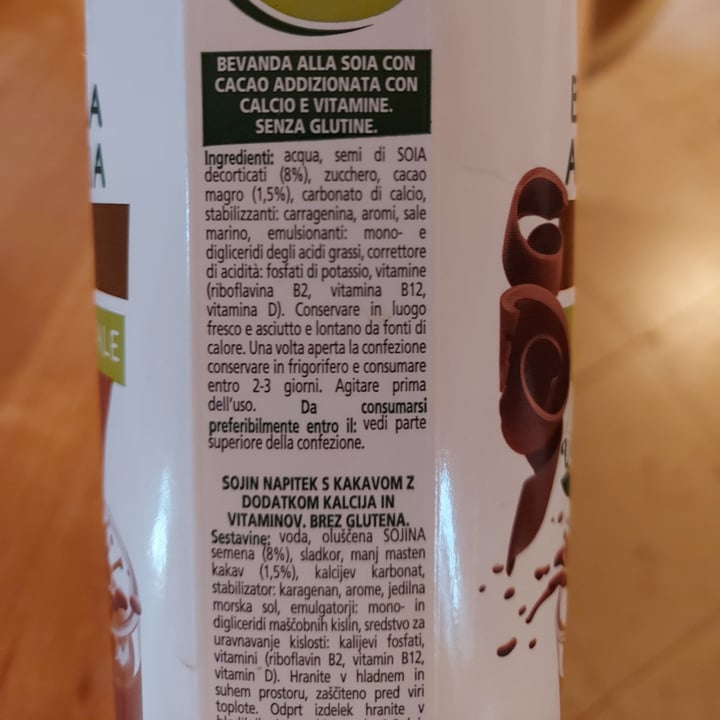 BEVANDA ALLA SOIA CON
CACAO ADDIZIONATA CON
CALCIO E VITAMINE.
SENZA GLUTINE.
Ingredienti: acqua, semi di SOIA
decorticati (8%), zucchero, cacao
magro (1,5%), carbonato di calcio,
stabilizzanti: carragenina, aromi, sale
marino, emulsionanti: mono- e
digliceridi degli acidi grassi, correttore
di acidità: fosfati di potassio, vitamine
(riboflavina B2, vitamina B12,
vitamina D). Conservare in luogo
fresco e asciutto e lontano da fonti di
calore. Una volta aperta la confezione
conservare in frigorifero e consumare
entro 2-3 giorni. Agitare prima
dell'uso. Da consumarsi
preferibilmente entro il: vedi parte
superiore della confezione.
SOJIN NAPITEK S KAKAVOM Z
DODATKOM KALCIJA IN
VITAMINOV. BREZ GLUTENA.
Sestavine: voda, oluščena SOJINA
semena (8%), sladkor, manj masten
kakav (1,5%), kalcijev karbonat,
stabilizator: karagenan, arome, jedilna
morska sol, emulgatorji: mono- in
digliceridi maščobnih kislin, sredstvo za
uravnavanje kislosti: kalijevi fosfati,
vitamini (riboflavin B2, vitamin B12,
vitamin D). Hranite v hladnem in
suhem prostoru, zaščiteno pred viri
toplote. Odprt izdelek hranite v
A
A
ALE